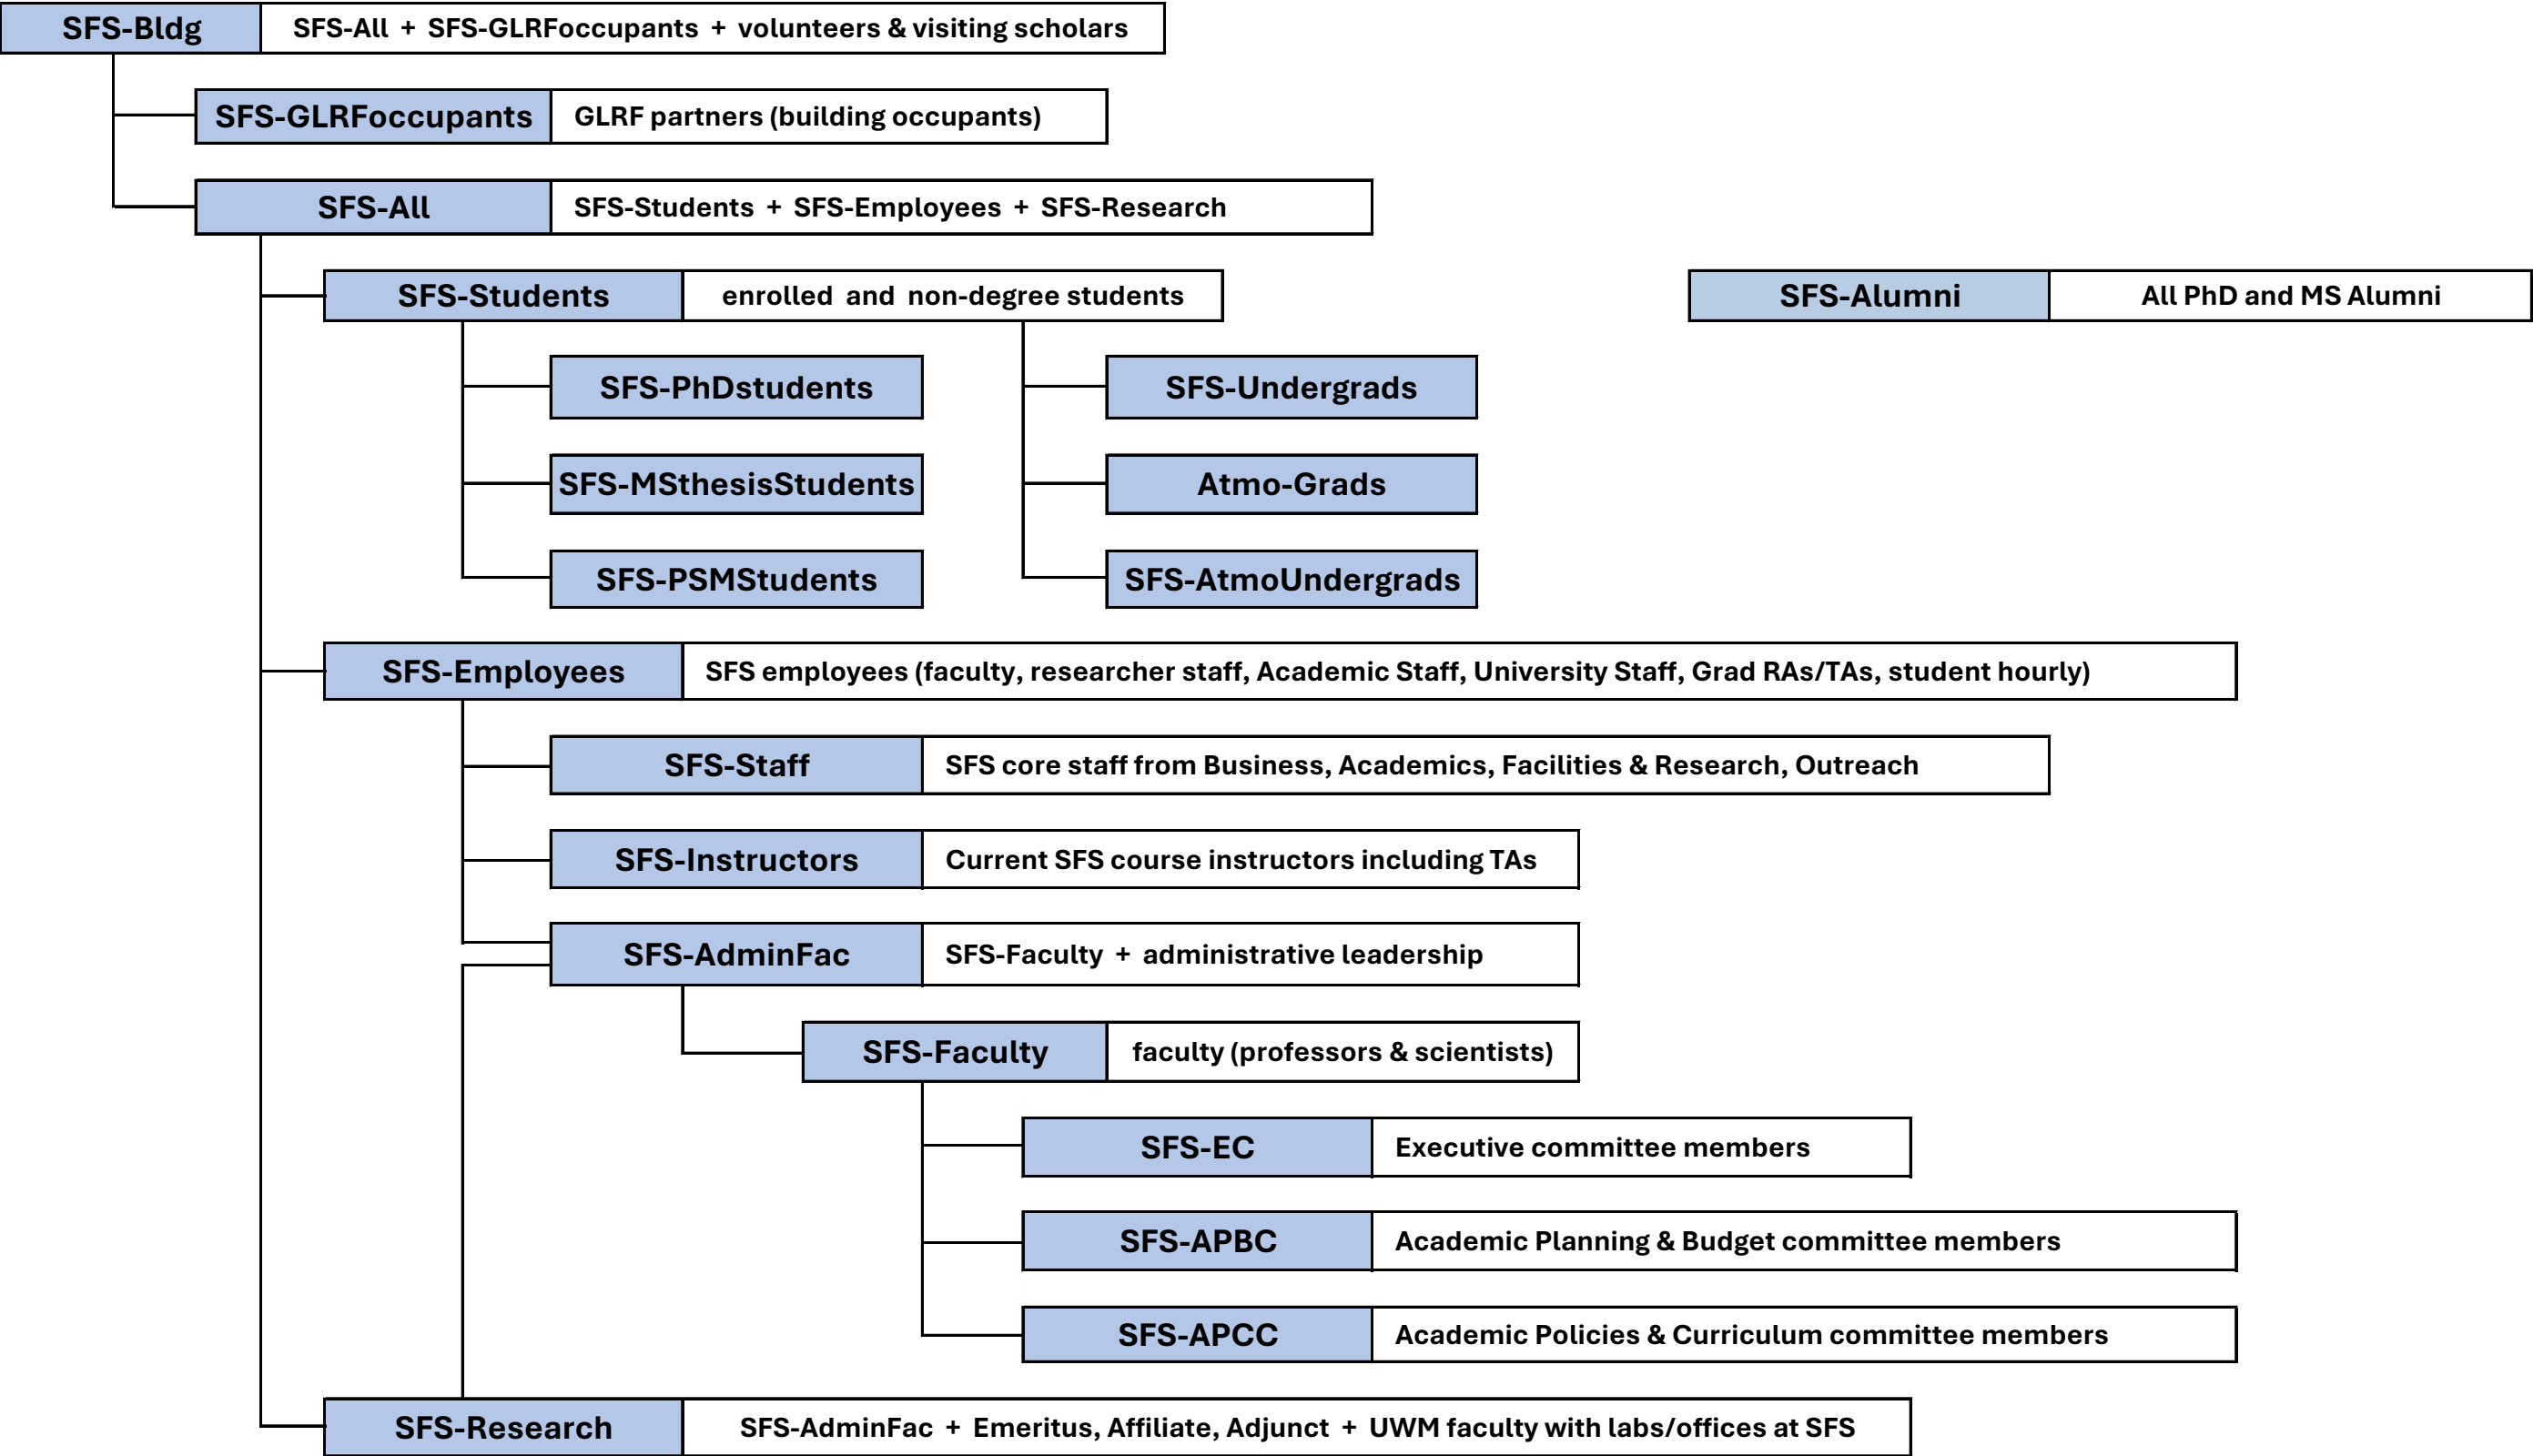 SFS-Bldg SFS-All + SFS-GLRFoccupants + volunteers & visiting scholars
SFS-GLRFoccupants GLRF partners (building occupants)
SFS-All SFS-Students + SFS-Employees + SFS-Research
SFS-Students enrolled and non-degree students SFS-Alumni All PhD and MS Alumni
SFS-PhDstudents SFS-Undergrads
SFS-MSthesisStudents Atmo-Grads
SFS-PSMStudents SFS-AtmoUndergrads
SFS-Employees SFS employees (faculty, researcher staff, Academic Staff, University Staff, Grad RAs/TAs, student hourly)
SFS-Staff SFS core staff from Business, Academics, Facilities & Research, Outreach
SFS-Instructors Current SFS course instructors including TAs
SFS-AdminFac SFS-Faculty + administrative leadership
SFS-Faculty faculty (professors & scientists)
SFS-EC Executive committee members
SFS-APBC Academic Planning & Budget committee members
SFS-APCC Academic Policies & Curriculum committee members
SFS-Research SFS-AdminFac + Emeritus, Affiliate, Adjunct + UWM faculty with labs/offices at SFS